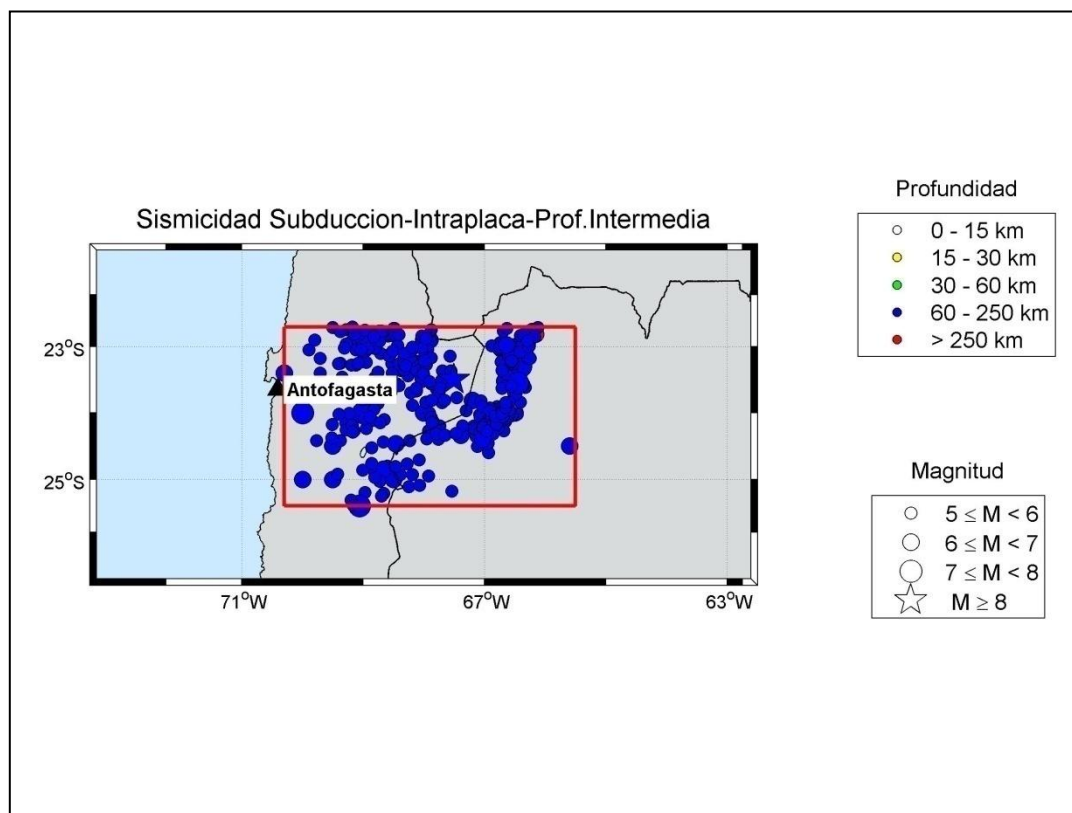 Sismicidad Subduccion-Intraplaca-Prof.Intermedia
23°S
25°S
71°W
67°W
63°W
Antofagasta
Profundidad
0 - 15 km
15 - 30 km
30 - 60 km
60 - 250 km
> 250 km
Magnitud
5 ≤ M < 6
6 ≤ M < 7
7 ≤ M < 8
M ≥ 8